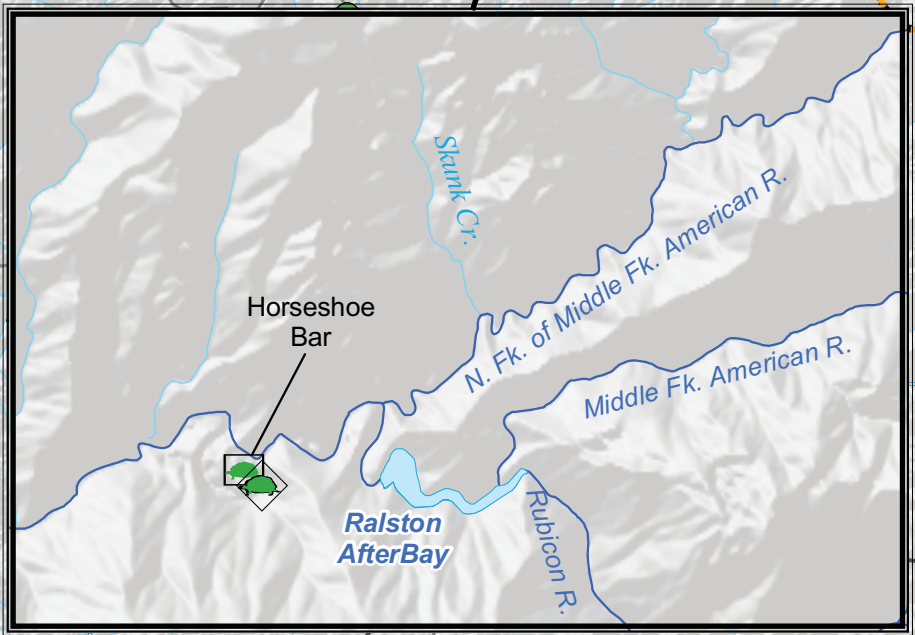 Skunk Cr.
N. Fk. of Middle Fk. American R.
Horseshoe
Bar
Middle Fk. American R.
Ralston
AfterBay
Rubicon R.